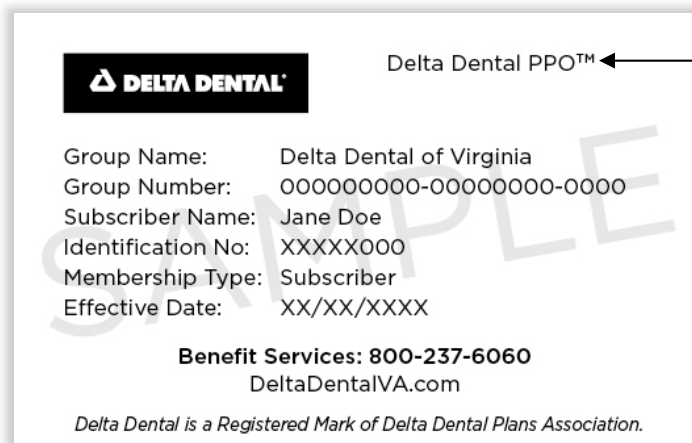 DELTA DENTAL®
Delta Dental PPO™
Group Name: Delta Dental of Virginia
Group Number: 000000000-00000000-0000
Subscriber Name: Jane Doe
Identification No: XXXXX000
Membership Type: Subscriber
Effective Date: XX/XX/XXXX
SAMPLE
Benefit Services: 800-237-6060
DeltaDentalVA.com
Delta Dental is a Registered Mark of Delta Dental Plans Association.